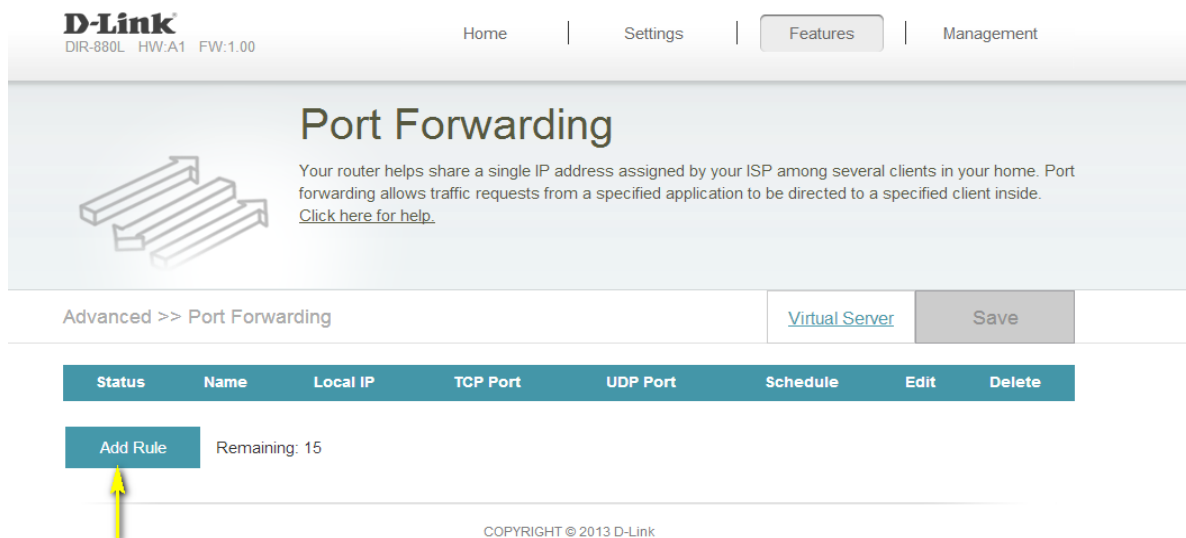 D-Link
DIR-880L HW:A1 FW:1.00
Home Settings Features Management
Port Forwarding
Your router helps share a single IP address assigned by your ISP among several clients in your home. Port
forwarding allows traffic requests from a specified application to be directed to a specified client inside.
Click here for help.
Advanced >> Port Forwarding
Virtual Server
Save
Status Name Local IP TCP Port UDP Port Schedule Edit Delete
Add Rule Remaining: 15
COPYRIGHT © 2013 D-Link